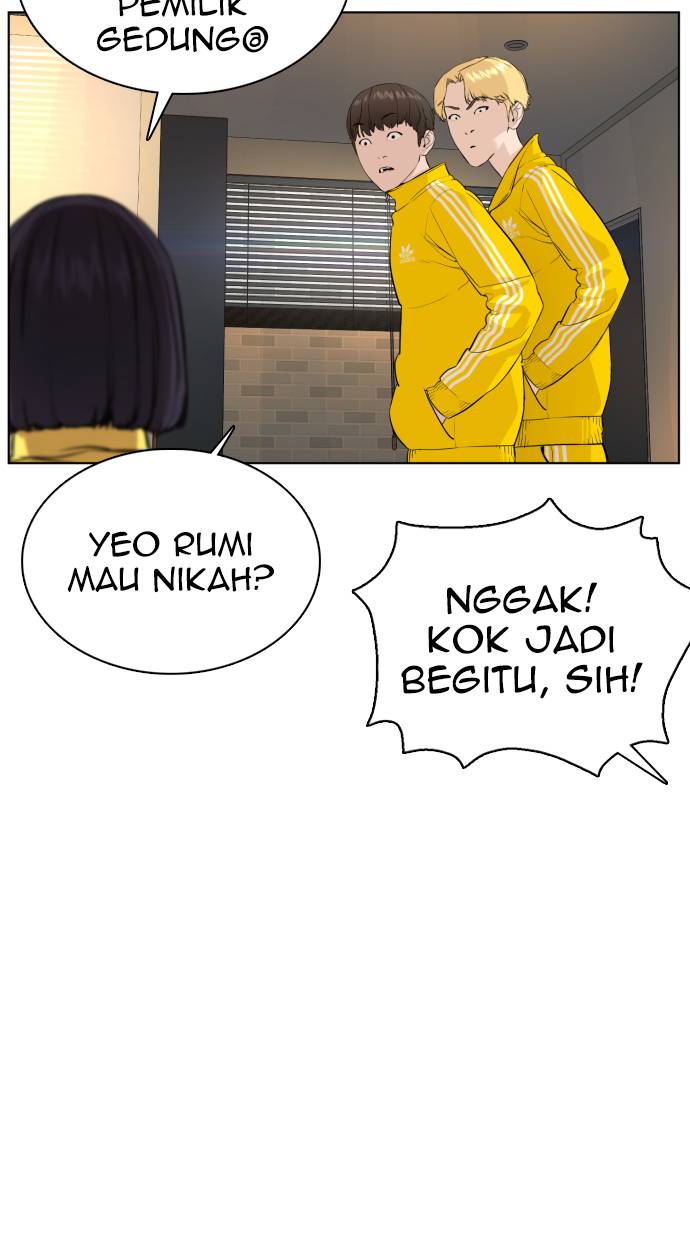 PEMILIK
GEDUNG@
YEO RUMI
MAU NIKAH?
NGGAK!
KOK JADI
BEGITU, SIH!